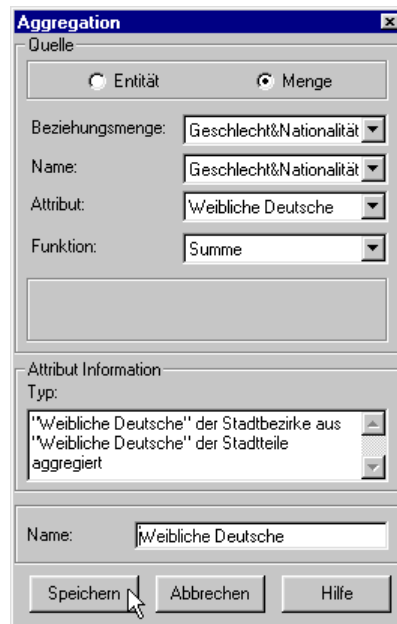 Aggregation
Quelle
Entität Menge
Beziehungsmenge: Geschlecht&Nationalität
Name: Geschlecht&Nationalität
Attribut: Weibliche Deutsche
Funktion: Summe
Attribut Information
Typ:
"Weibliche Deutsche" der Stadtbezirke aus
"Weibliche Deutsche" der Stadtteile
aggregiert
Name: Weibliche Deutsche
Speichern Abbrechen Hilfe